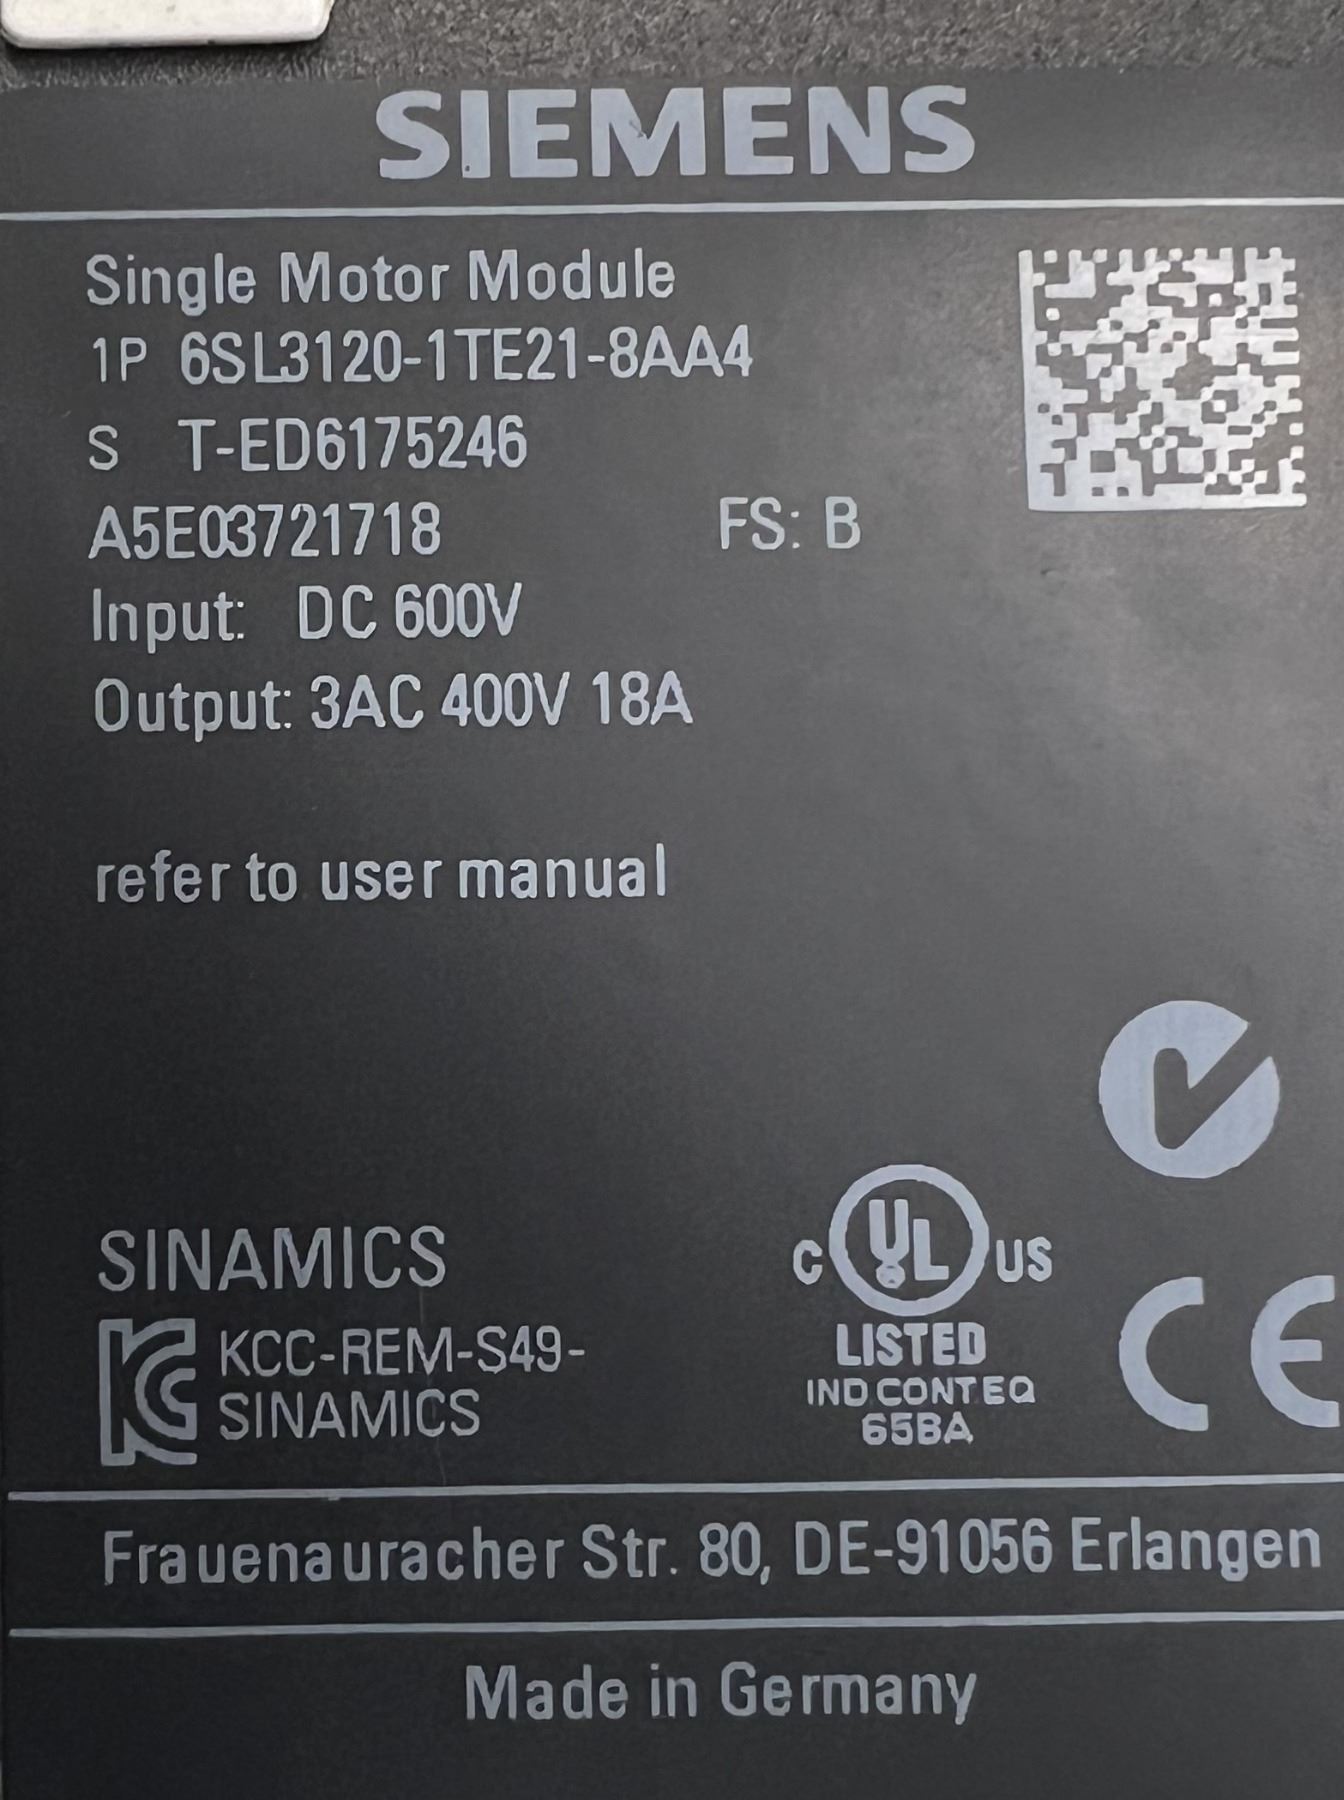 SIEMENS
Single Motor Module
1P 6SL3120-1TE21-8AA4
S T-ED6175246
A5E03721718 FS: B
Input: DC 600V
Output: 3AC 400V 18A
refer to user manual
SINAMICS
KCC-REM-S49-
SINAMICS
C UL US
LISTED
IND CONT EQ
65BA
CE
Frauenauracher Str. 80, DE-91056 Erlangen
Made in Germany